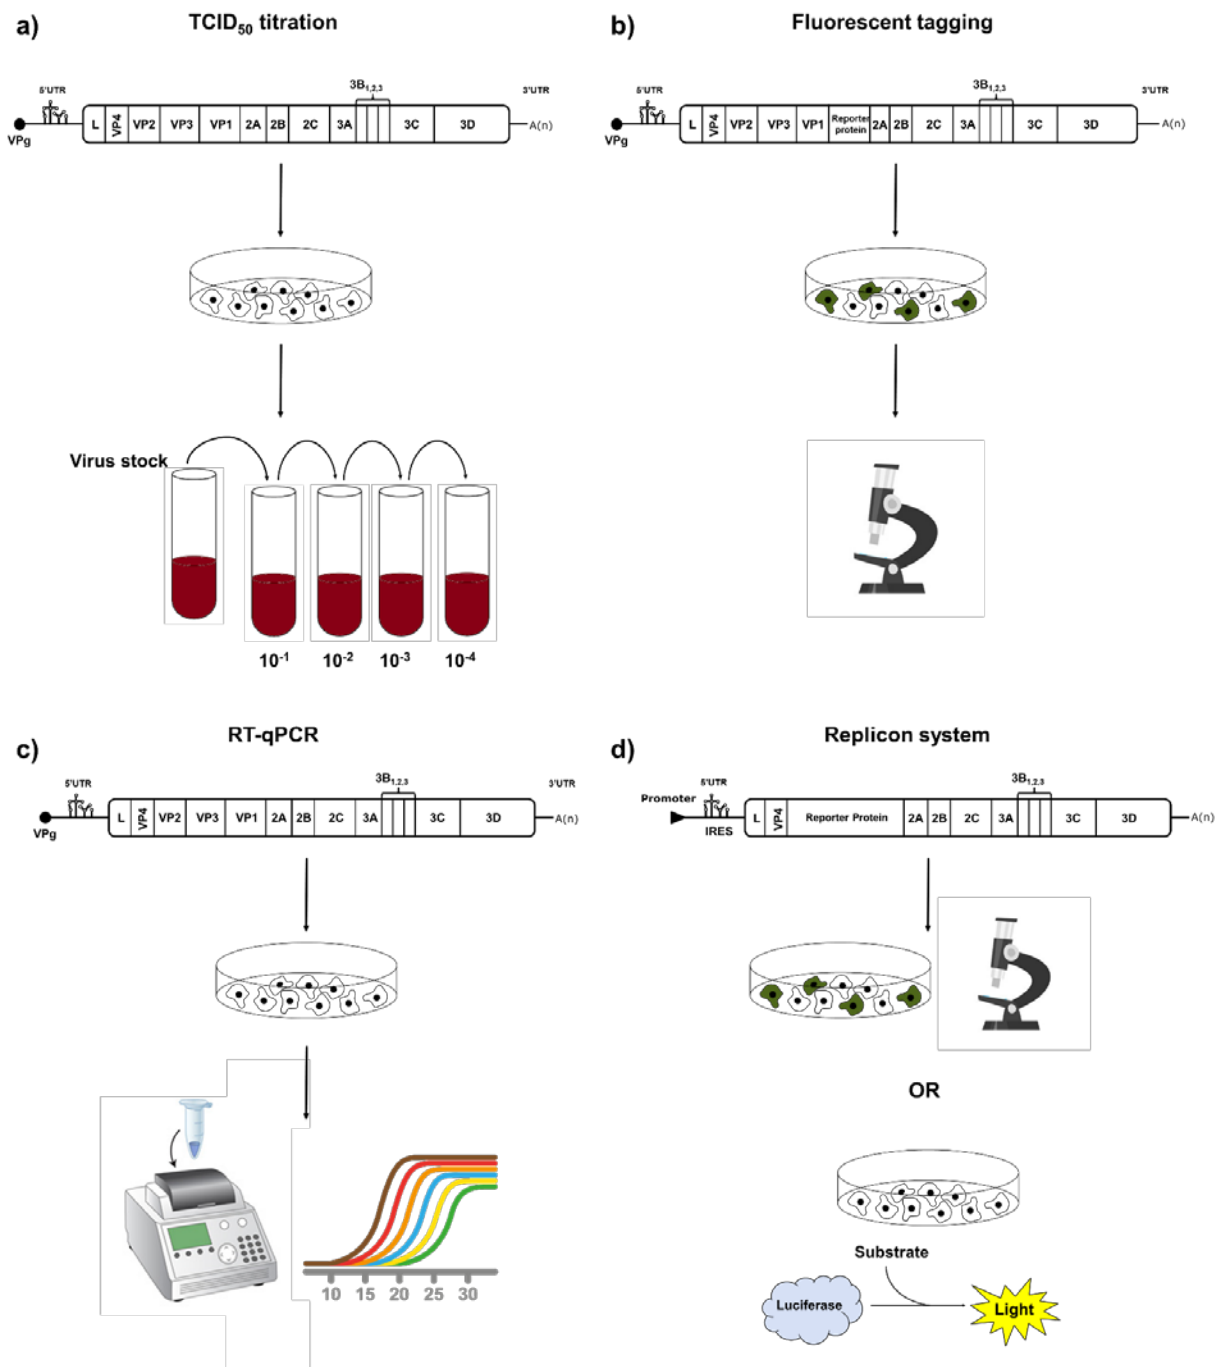 a)
TCID50 titration
5'UTR
3B1,2,3
3'UTR
VPg
L VP4 VP2 VP3 VP1 2A 2B 2C 3A 3C 3D
A(n)
Virus stock
10-1 10-2 10-3 10-4
b)
Fluorescent tagging
5'UTR
3B1,2,3
3'UTR
VPg
L VP4 VP2 VP3 VP1 Reporter protein 2A 2B 2C 3A 3C 3D
A(n)
c)
RT-qPCR
5'UTR
3B1,2,3
3'UTR
VPg
L VP4 VP2 VP3 VP1 2A 2B 2C 3A 3C 3D
A(n)
10 15 20 25 30
d)
Replicon system
Promoter
5'UTR
3B1,2,3
3'UTR
IRES
L VP4 Reporter Protein 2A 2B 2C 3A 3C 3D
A(n)
OR
Substrate
Luciferase
Light